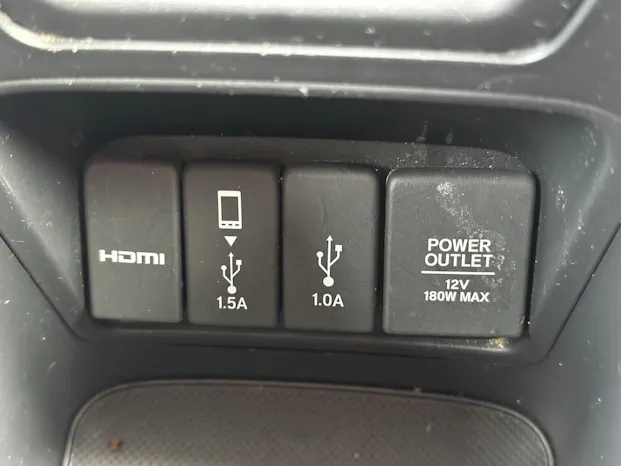 HDMI
1.5A
1.0A
POWER
OUTLET
12V
180W MAX